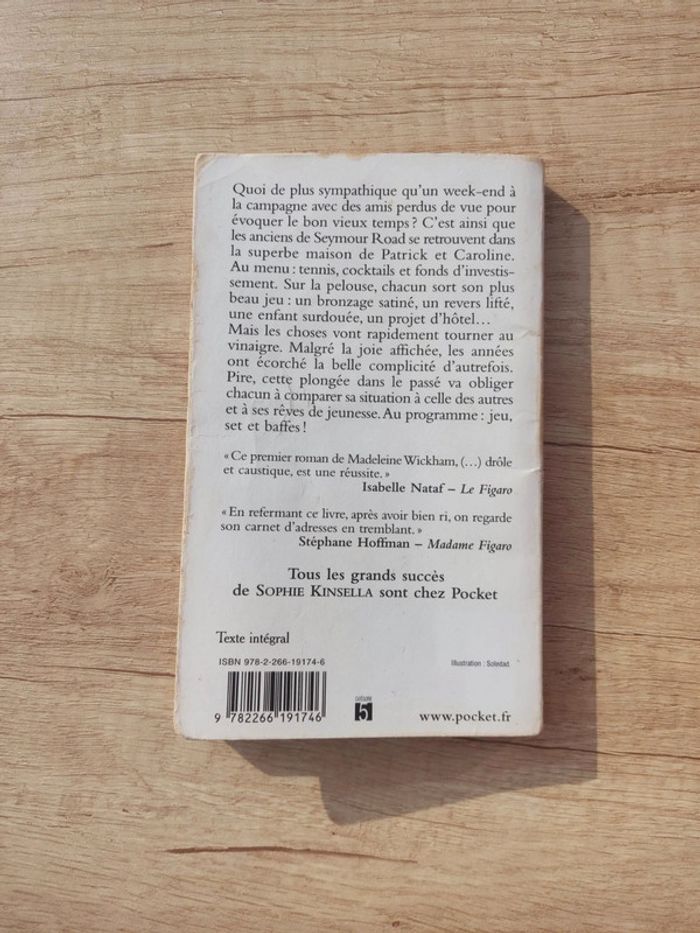 Quoi de plus sympathique qu'un week-end à
la campagne avec des amis perdus de vue pour
évoquer le bon vieux temps ? C'est ainsi que
les anciens de Seymour Road se retrouvent dans
la superbe maison de Patrick et Caroline.
Au menu : tennis, cocktails et fonds d'investis-
sement. Sur la pelouse, chacun sort son plus
beau jeu : un bronzage satiné, un revers lifté,
une enfant surdouée, un projet d'hôtel…
Mais les choses vont rapidement tourner au
vinaigre. Malgré la joie affichée, les années
ont écorché la belle complicité d'autrefois.
Pire, cette plongée dans le passé va obliger
chacun à comparer sa situation à celle des autres
et à ses rêves de jeunesse. Au programme : jeu,
set et baffes !
« Ce premier roman de Madeleine Wickham, (…) drôle
et caustique, est une réussite. »
Isabelle Nataf – Le Figaro
« En refermant ce livre, après avoir bien ri, on regarde
son carnet d'adresses en tremblant. »
Stéphane Hoffman – Madame Figaro
Tous les grands succès
de SOPHIE KINSELLA sont chez Pocket
Texte intégral
ISBN 978-2-266-19174-6
Illustration : Soledad.
9 782266 191746
catégorie
5
www.pocket.fr